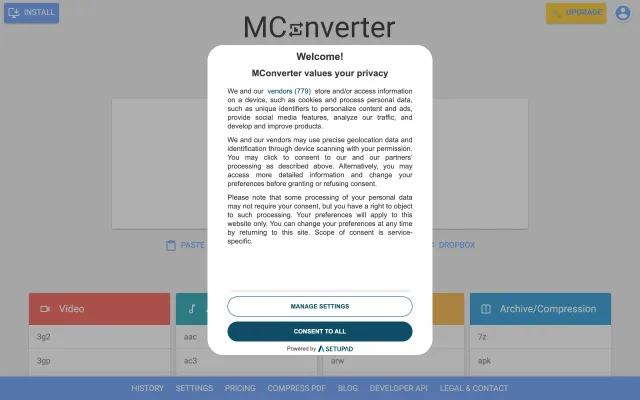 INSTALL
UPGRADE
MConverter
Welcome!
MConverter values your privacy
We and our vendors (779) store and/or access information
on a device, such as cookies and process personal data,
such as unique identifiers to personalize content and ads,
provide social media features, analyze our traffic, and
develop and improve products.
We and our vendors may use precise geolocation data and
identification through device scanning with your permission.
You may click to consent to our and our partners'
processing as described above. Alternatively, you may
access more detailed information and change your
preferences before granting or refusing consent.
Please note that some processing of your personal data
may not require your consent, but you have a right to object
to such processing. Your preferences will apply to this
website only. You can change your preferences at any time
by returning to this site. Scope of consent is service-
specific.
PASTE
DROPBOX
MANAGE SETTINGS
CONSENT TO ALL
Powered by SETUPAD
Video
Archive/Compression
3g2
aac
7z
3gp
ac3
arw
apk
HISTORY SETTINGS PRICING COMPRESS PDF BLOG DEVELOPER API LEGAL & CONTACT